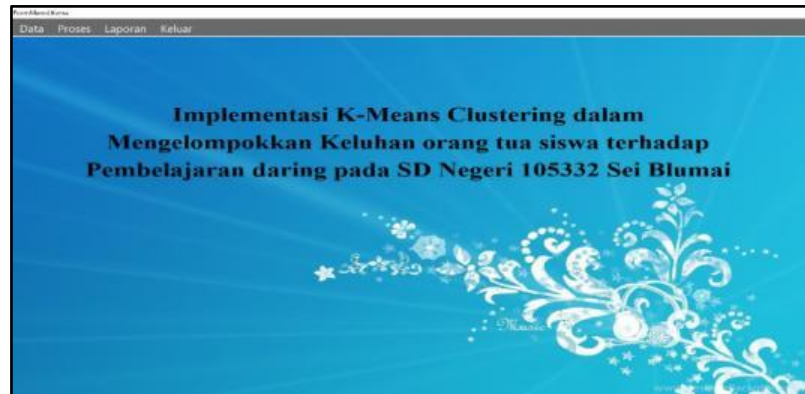 Data Proses Laporan Keluar
Implementasi K-Means Clustering dalam
Mengelompokkan Keluhan orang tua siswa terhadap
Pembelajaran daring pada SD Negeri 105332 Sei Blumai
Music